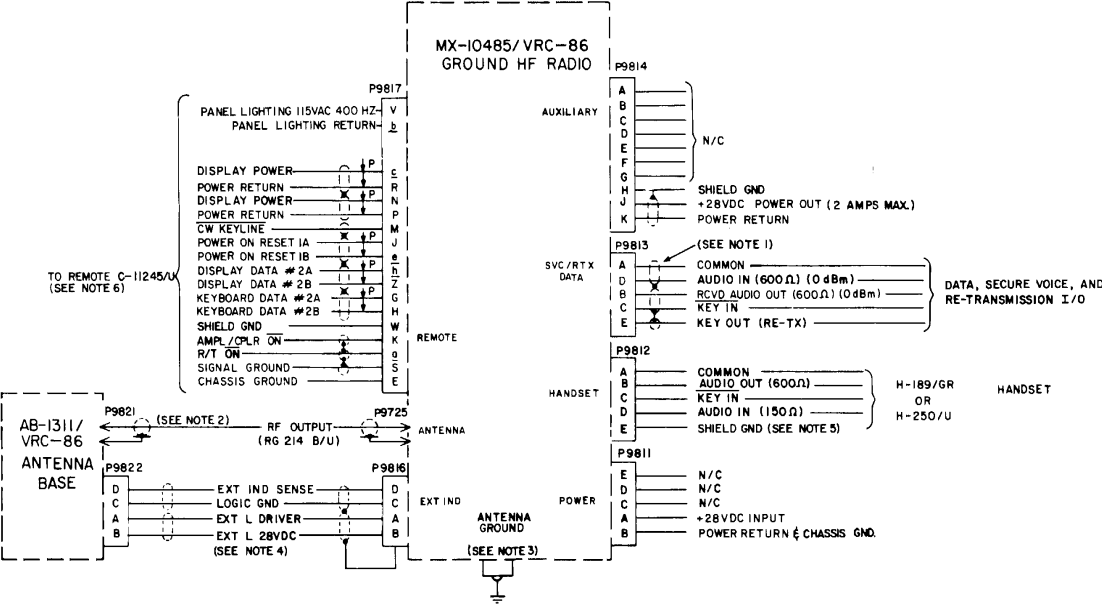 MX-10485/VRC-86
GROUND HF RADIO
P9817
PANEL LIGHTING 115VAC 400 HZ V
PANEL LIGHTING RETURN b
DISPLAY POWER P c
POWER RETURN R
DISPLAY POWER P N
POWER RETURN P
CW KEYLINE M
POWER ON RESET 1A P J
POWER ON RESET 1B e
DISPLAY DATA #2A P h
DISPLAY DATA #2B Z
KEYBOARD DATA #2A P G
KEYBOARD DATA #2B H
SHIELD GND W
AMPL/CPLR ON K
R/T ON a
SIGNAL GROUND S
CHASSIS GROUND E
TO REMOTE C-11245/U
(SEE NOTE 6)
REMOTE
AB-1311/
VRC-86
ANTENNA
BASE
P9821
(SEE NOTE 2)
RF OUTPUT
(RG 214 B/U)
P9725
ANTENNA
P9822
P9816
D EXT IND SENSE D
C LOGIC GND C
A EXT L DRIVER A
B EXT L 28VDC B
(SEE NOTE 4)
EXT IND
ANTENNA
GROUND
(SEE NOTE 3)
P9814
AUXILIARY
A
B
C
D
E
F
G
N/C
H SHIELD GND
J +28VDC POWER OUT (2 AMPS MAX.)
K POWER RETURN
P9813
(SEE NOTE 1)
SVC/RTX
DATA
A COMMON
D AUDIO IN (600Ω) (0dBm)
B RCVD AUDIO OUT (600Ω) (0dBm)
C KEY IN
E KEY OUT (RE-TX)
DATA, SECURE VOICE, AND
RE-TRANSMISSION I/O
P9812
HANDSET
A COMMON
B AUDIO OUT (600Ω)
C KEY IN
D AUDIO IN (150Ω)
E SHIELD GND (SEE NOTE 5)
H-189/GR
OR
H-250/U
HANDSET
P9811
POWER
E N/C
D N/C
C N/C
A +28VDC INPUT
B POWER RETURN & CHASSIS GND.